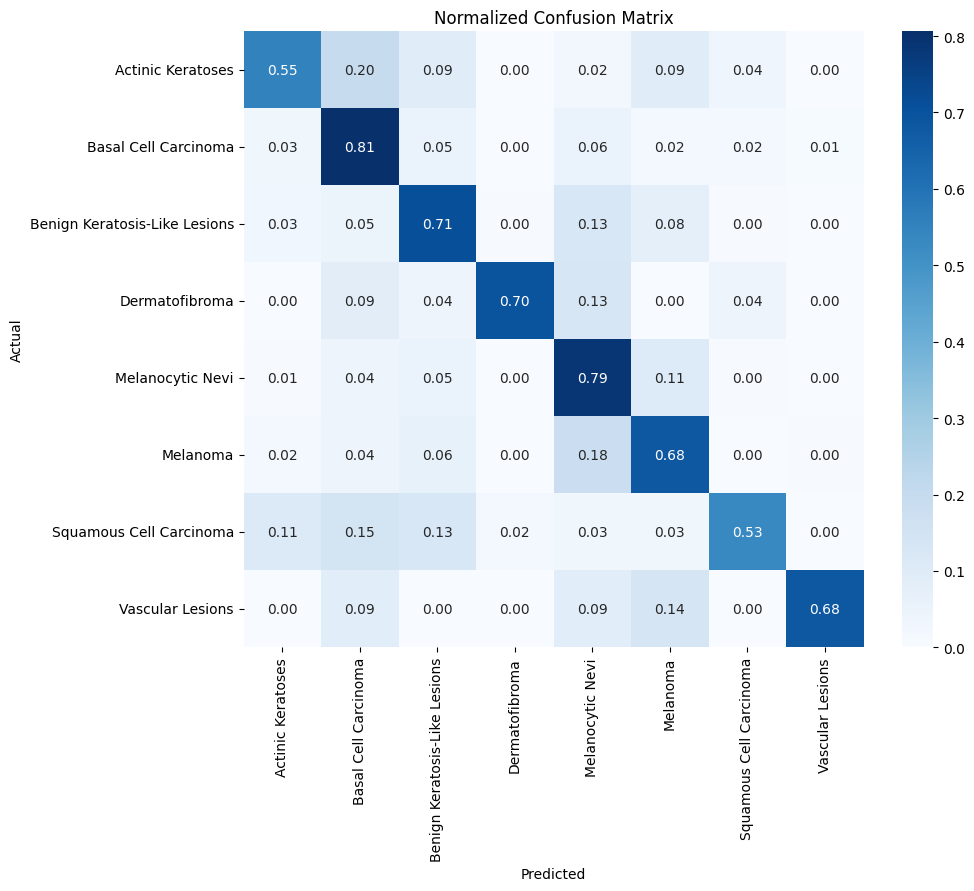 Normalized Confusion Matrix
Actinic Keratoses 0.55 0.20 0.09 0.00 0.02 0.09 0.04 0.00
Basal Cell Carcinoma 0.03 0.81 0.05 0.00 0.06 0.02 0.02 0.01
Benign Keratosis-Like Lesions 0.03 0.05 0.71 0.00 0.13 0.08 0.00 0.00
Dermatofibroma 0.00 0.09 0.04 0.70 0.13 0.00 0.04 0.00
Melanocytic Nevi 0.01 0.04 0.05 0.00 0.79 0.11 0.00 0.00
Melanoma 0.02 0.04 0.06 0.00 0.18 0.68 0.00 0.00
Squamous Cell Carcinoma 0.11 0.15 0.13 0.02 0.03 0.03 0.53 0.00
Vascular Lesions 0.00 0.09 0.00 0.00 0.09 0.14 0.00 0.68
Actual
Actinic Keratoses
Basal Cell Carcinoma
Benign Keratosis-Like Lesions
Dermatofibroma
Melanocytic Nevi
Melanoma
Squamous Cell Carcinoma
Vascular Lesions
Predicted
0.8
0.7
0.6
0.5
0.4
0.3
0.2
0.1
0.0